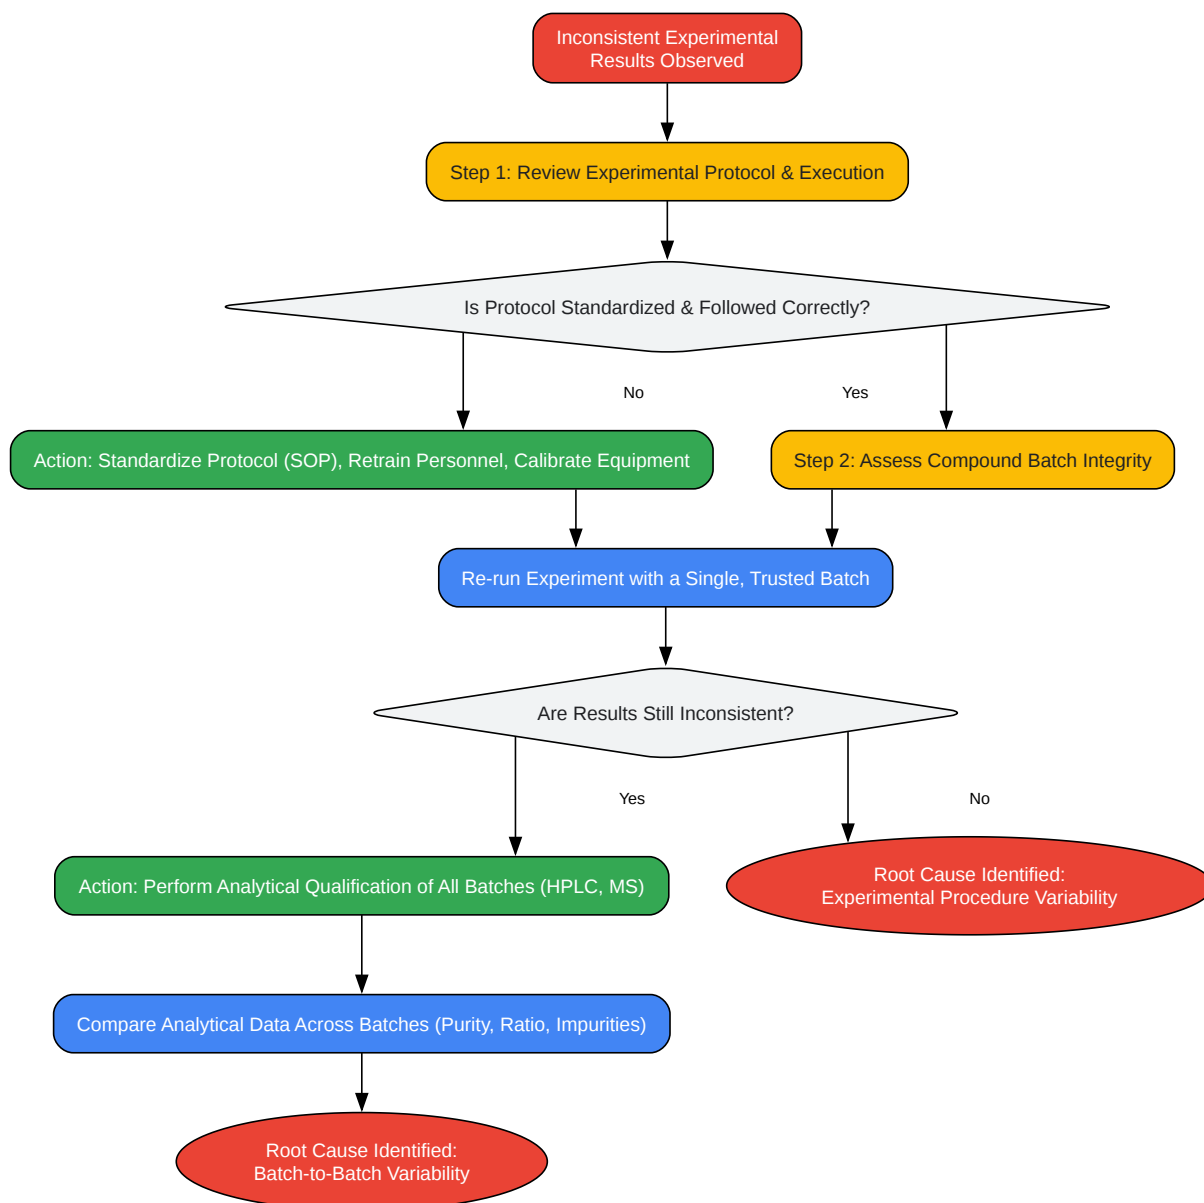 Inconsistent Experimental
Results Observed
Step 1: Review Experimental Protocol & Execution
Is Protocol Standardized & Followed Correctly?
No
Yes
Action: Standardize Protocol (SOP), Retrain Personnel, Calibrate Equipment
Step 2: Assess Compound Batch Integrity
Re-run Experiment with a Single, Trusted Batch
Are Results Still Inconsistent?
Yes
No
Action: Perform Analytical Qualification of All Batches (HPLC, MS)
Root Cause Identified:
Experimental Procedure Variability
Compare Analytical Data Across Batches (Purity, Ratio, Impurities)
Root Cause Identified:
Batch-to-Batch Variability